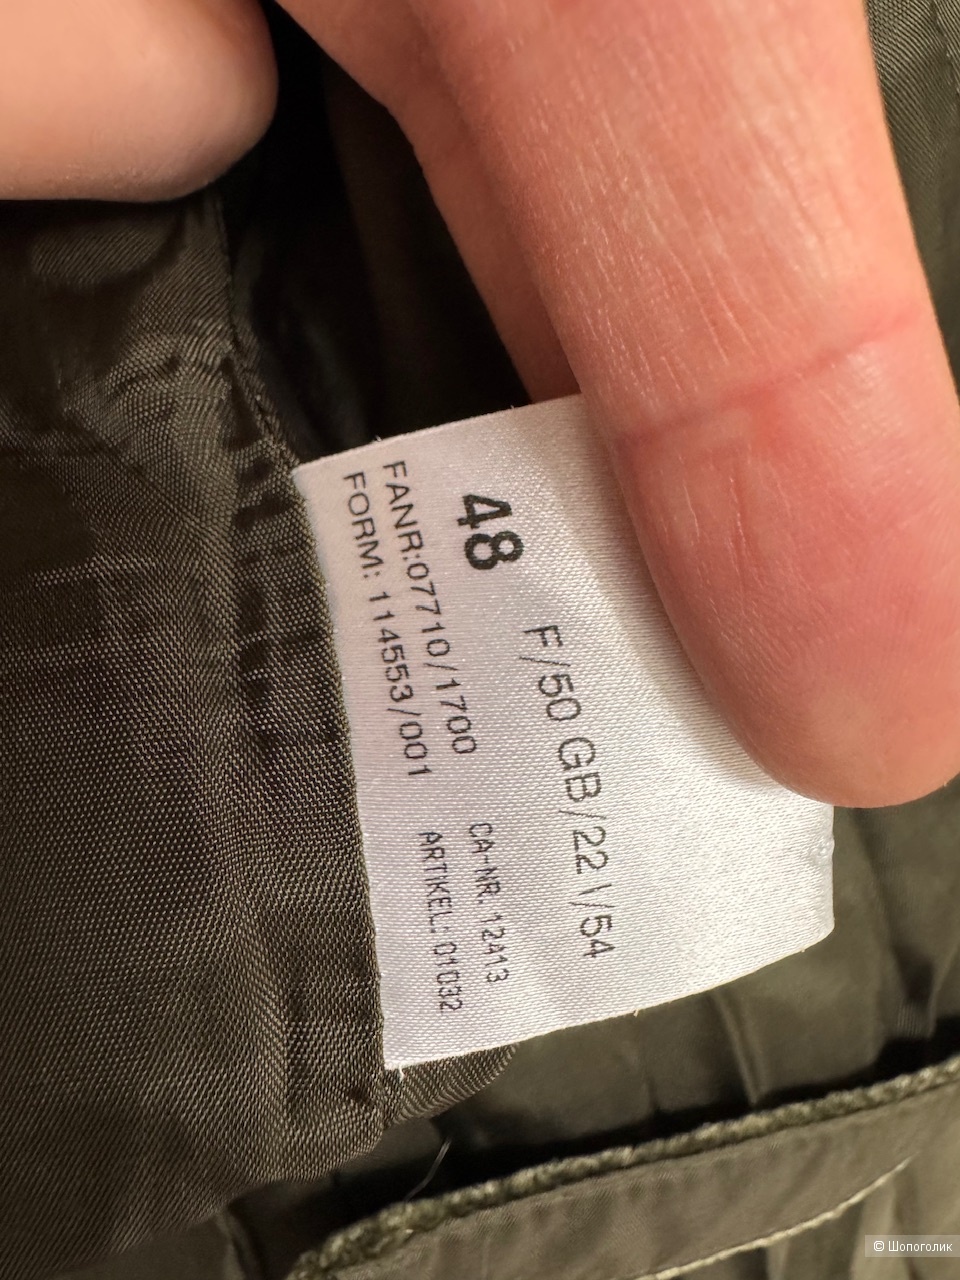 48
F/50 GB/22 I/54
FANR:07710/1700
CA-NR. 12413
FORM: 114553/001
ARTIKEL: 01032
© Шопоголик